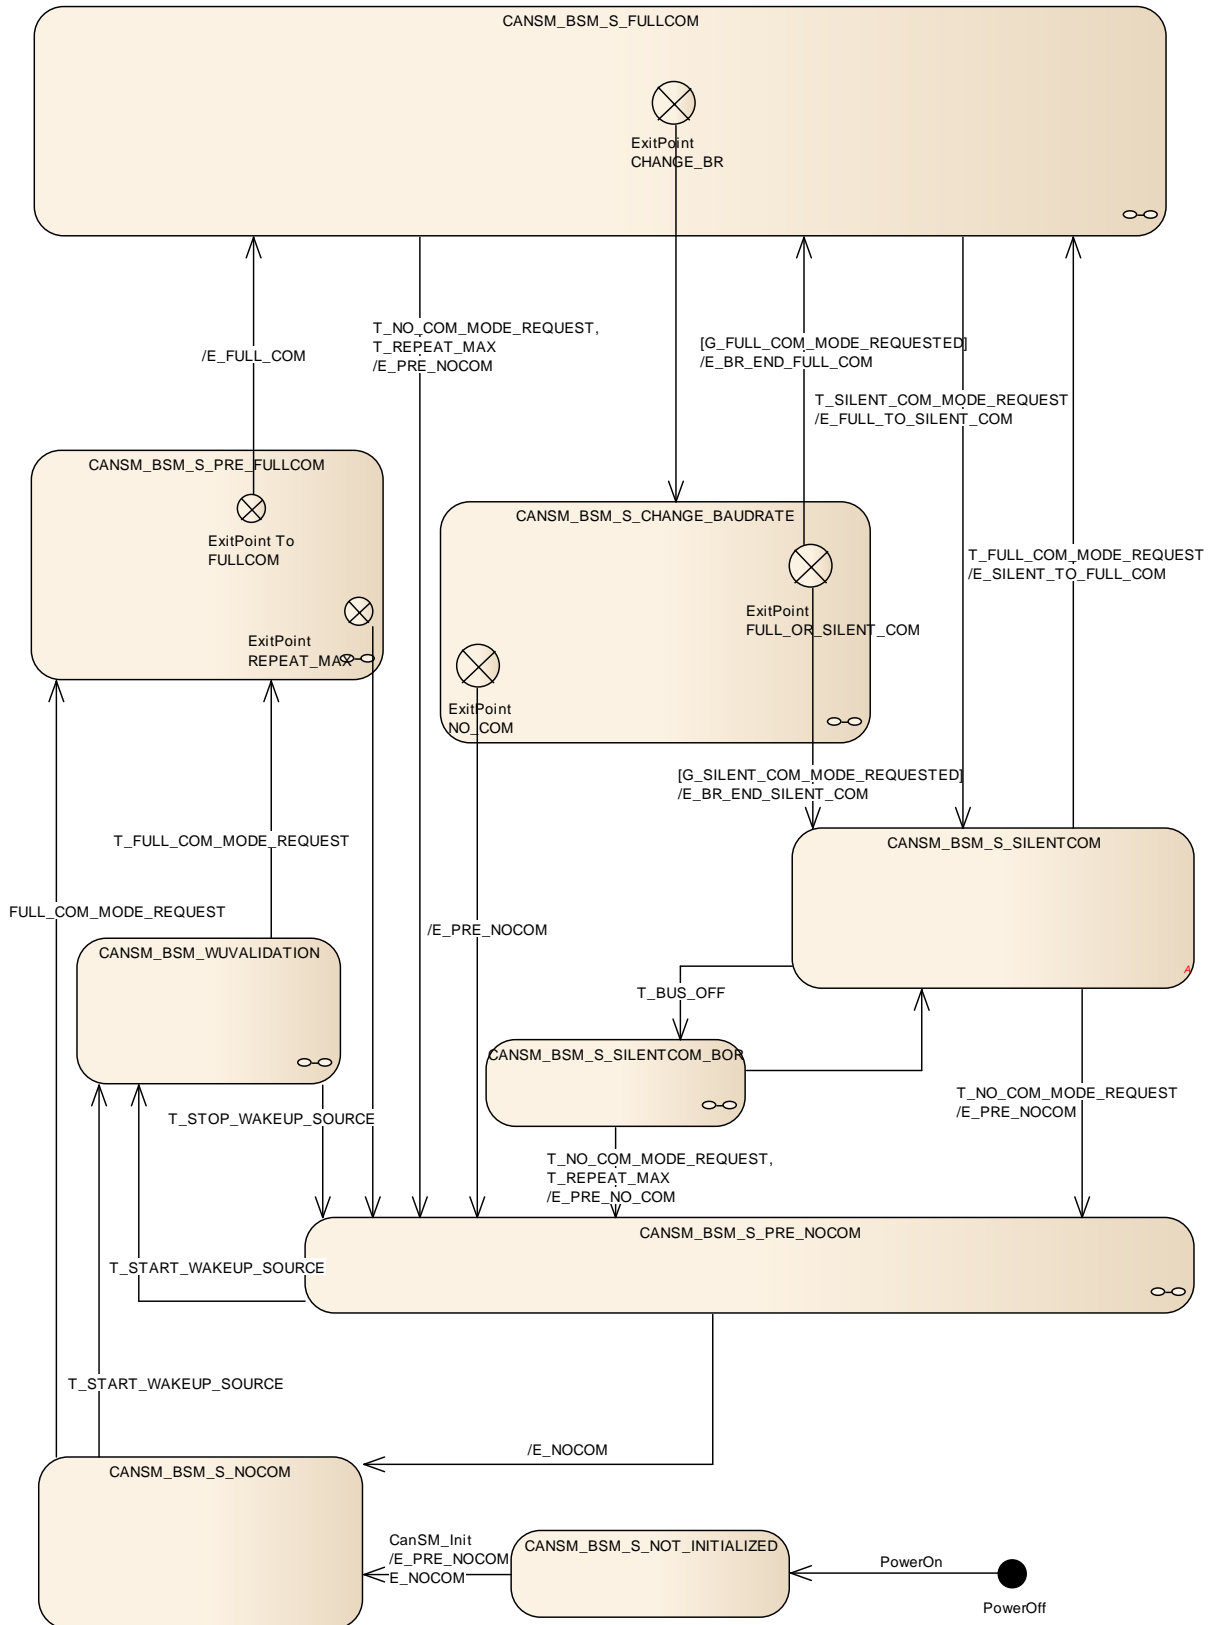 CANSM_BSM_S_FULLCOM
ExitPoint
CHANGE_BR
/E_FULL_COM
T_NO_COM_MODE_REQUEST,
T_REPEAT_MAX
/E_PRE_NOCOM
[G_FULL_COM_MODE_REQUESTED]
/E_BR_END_FULL_COM
T_SILENT_COM_MODE_REQUEST
/E_FULL_TO_SILENT_COM
CANSM_BSM_S_PRE_FULLCOM
ExitPoint To
FULLCOM
ExitPoint
REPEAT_MAX
CANSM_BSM_S_CHANGE_BAUDRATE
ExitPoint
FULL_OR_SILENT_COM
ExitPoint
NO_COM
T_FULL_COM_MODE_REQUEST
/E_SILENT_TO_FULL_COM
[G_SILENT_COM_MODE_REQUESTED]
/E_BR_END_SILENT_COM
T_FULL_COM_MODE_REQUEST
CANSM_BSM_S_SILENTCOM
A
FULL_COM_MODE_REQUEST
/E_PRE_NOCOM
CANSM_BSM_WUVALIDATION
T_BUS_OFF
CANSM_BSM_S_SILENTCOM_BOR
T_STOP_WAKEUP_SOURCE
T_NO_COM_MODE_REQUEST
/E_PRE_NOCOM
T_NO_COM_MODE_REQUEST,
T_REPEAT_MAX
/E_PRE_NO_COM
CANSM_BSM_S_PRE_NOCOM
T_START_WAKEUP_SOURCE
T_START_WAKEUP_SOURCE
/E_NOCOM
CANSM_BSM_S_NOCOM
CanSM_Init
/E_PRE_NOCOM
E_NOCOM
CANSM_BSM_S_NOT_INITIALIZED
PowerOn
PowerOff